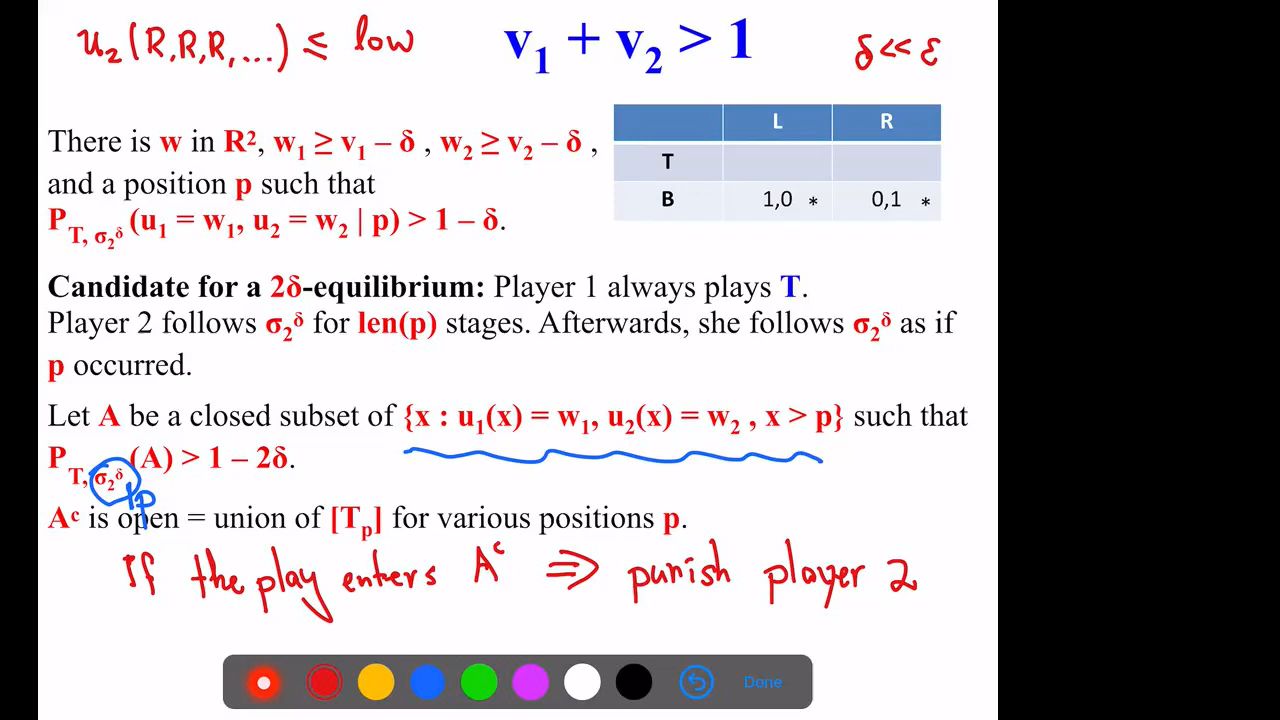 u₂(R,R,R,...) ≤ low
v₁ + v₂ > 1
δ << ε
There is w in R², w₁ ≥ v₁ – δ , w₂ ≥ v₂ – δ ,
and a position p such that
P_{T, σ₂^δ} (u₁ = w₁, u₂ = w₂ | p) > 1 – δ.
L R
T
B 1,0 * 0,1 *
Candidate for a 2δ-equilibrium: Player 1 always plays T.
Player 2 follows σ₂^δ for len(p) stages. Afterwards, she follows σ₂^δ as if
p occurred.
Let A be a closed subset of {x : u₁(x) = w₁, u₂(x) = w₂ , x > p} such that
P_{T, σ₂^δ} (A) > 1 – 2δ.
|p
Aᶜ is open = union of [Tₚ] for various positions p.
If the play enters Aᶜ ⇒ punish player 2
Done